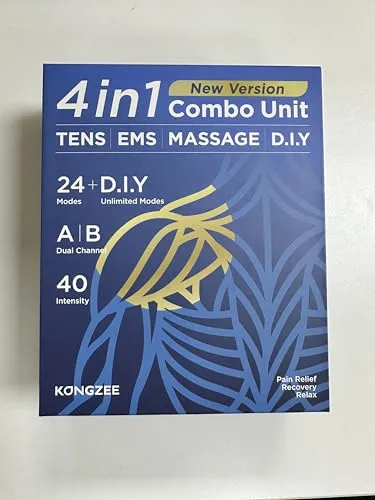 4in1
New Version
Combo Unit
TENS | EMS | MASSAGE | D.I.Y
24 + D.I.Y
Modes Unlimited Modes
A | B
Dual Channel
40
Intensity
KONGZEE
Pain Relief
Recovery
Relax